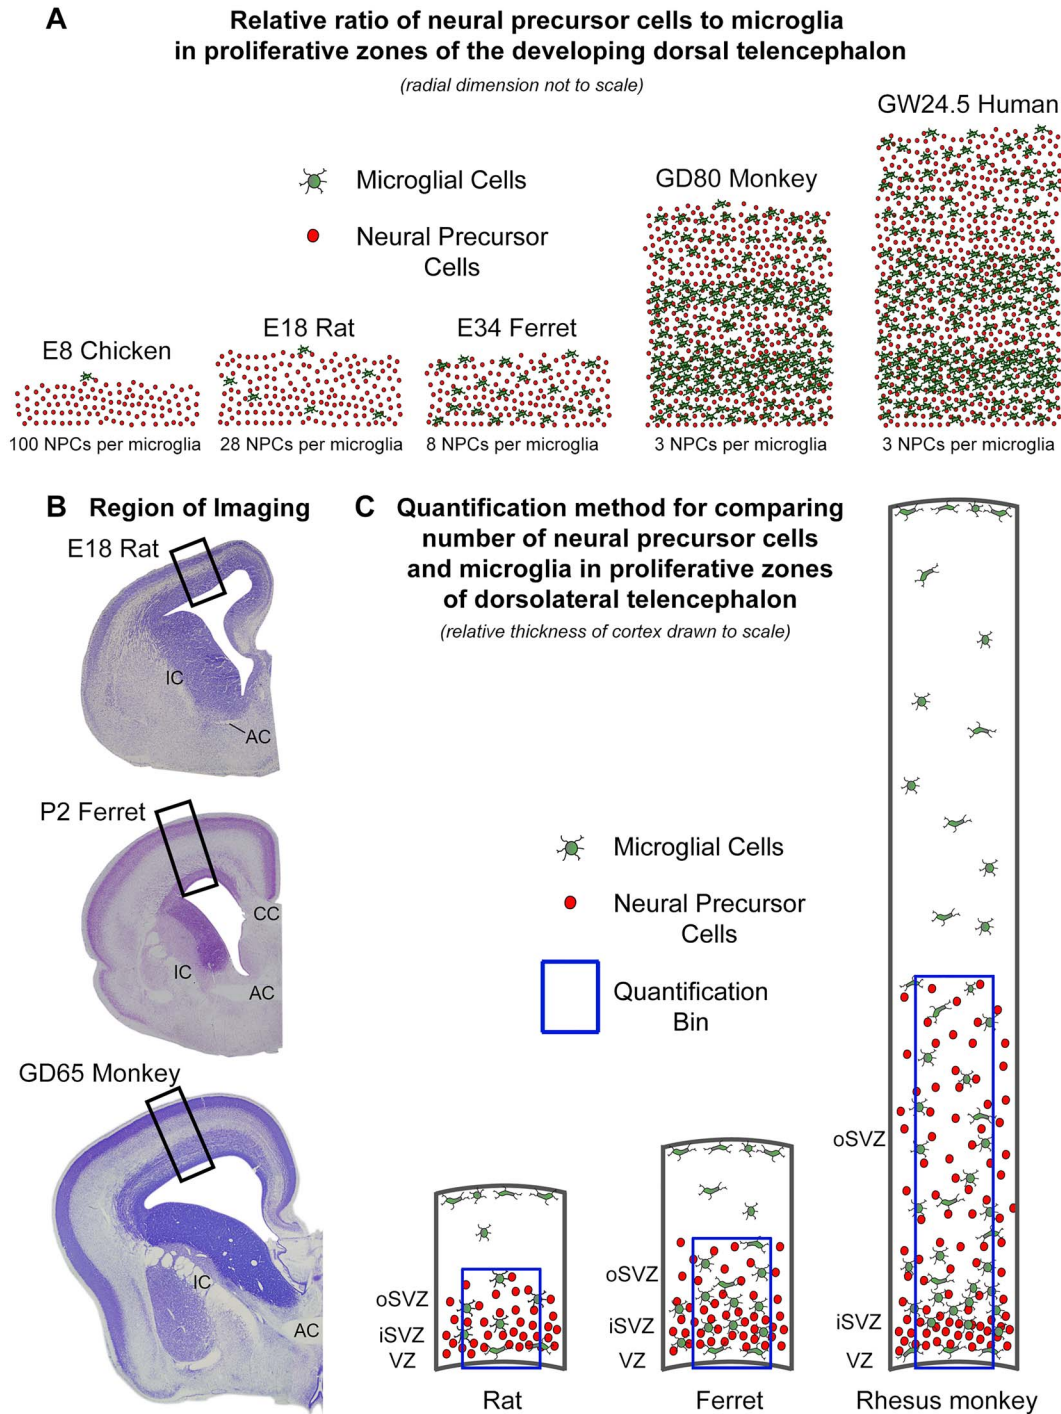 A
Relative ratio of neural precursor cells to microglia
in proliferative zones of the developing dorsal telencephalon
(radial dimension not to scale)
Microglial Cells
Neural Precursor
Cells
E8 Chicken
100 NPCs per microglia
E18 Rat
28 NPCs per microglia
E34 Ferret
8 NPCs per microglia
GD80 Monkey
3 NPCs per microglia
GW24.5 Human
3 NPCs per microglia
B Region of Imaging
E18 Rat
IC
AC
P2 Ferret
CC
IC
AC
GD65 Monkey
IC
AC
C Quantification method for comparing
number of neural precursor cells
and microglia in proliferative zones
of dorsolateral telencephalon
(relative thickness of cortex drawn to scale)
Microglial Cells
Neural Precursor
Cells
Quantification
Bin
oSVZ
iSVZ
VZ
Rat
oSVZ
iSVZ
VZ
Ferret
oSVZ
iSVZ
VZ
Rhesus monkey